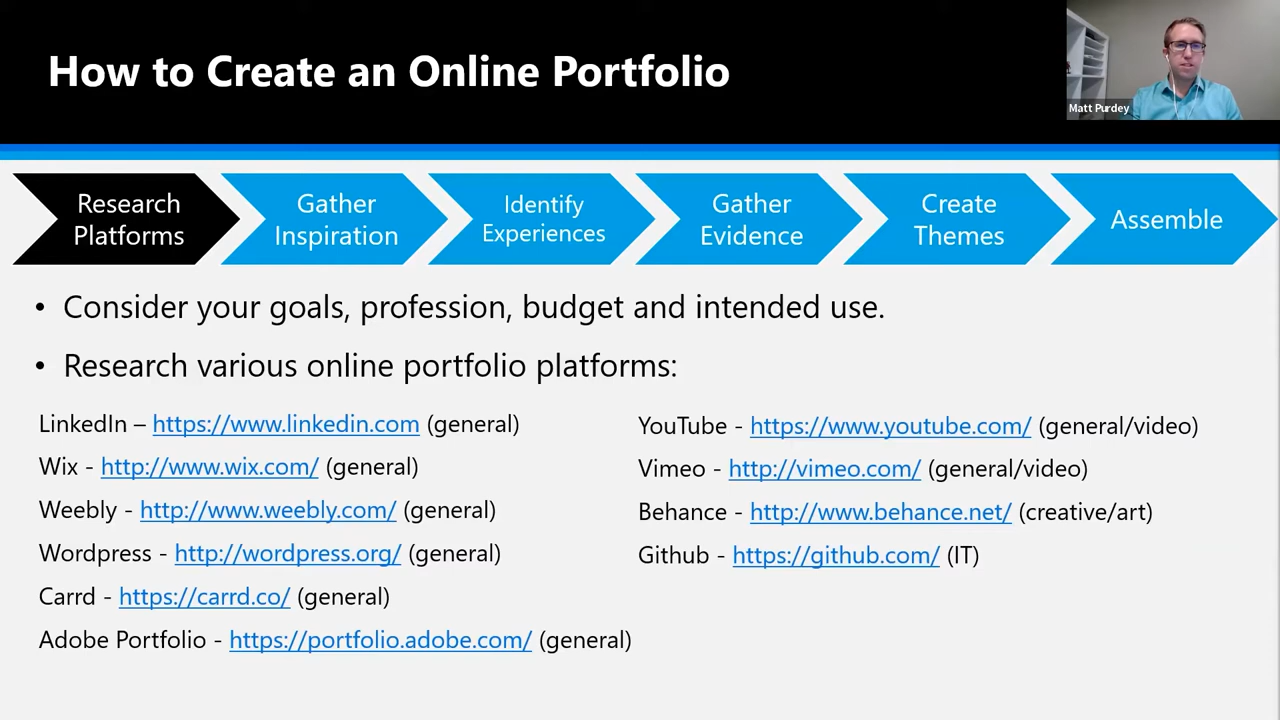 How to Create an Online Portfolio
Matt Purdey
Research
Platforms
Gather
Inspiration
Identify
Experiences
Gather
Evidence
Create
Themes
Assemble
• Consider your goals, profession, budget and intended use.
• Research various online portfolio platforms:
LinkedIn – https://www.linkedin.com (general)
Wix - http://www.wix.com/ (general)
Weebly - http://www.weebly.com/ (general)
Wordpress - http://wordpress.org/ (general)
Carrd - https://carrd.co/ (general)
Adobe Portfolio - https://portfolio.adobe.com/ (general)
YouTube - https://www.youtube.com/ (general/video)
Vimeo - http://vimeo.com/ (general/video)
Behance - http://www.behance.net/ (creative/art)
Github - https://github.com/ (IT)